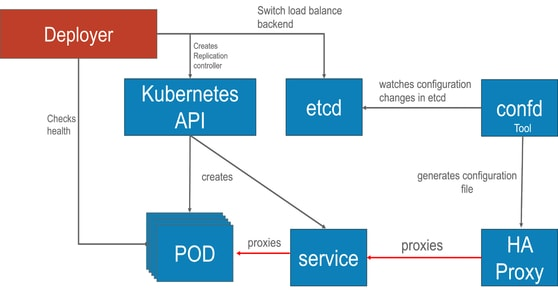 Switch load balance
backend
Deployer
Creates
Replication
controller
Kubernetes
API
etcd
watches configuration
changes in etcd
confd
Tool
Checks
health
creates
generates configuration
file
POD
proxies
service
proxies
HA
Proxy